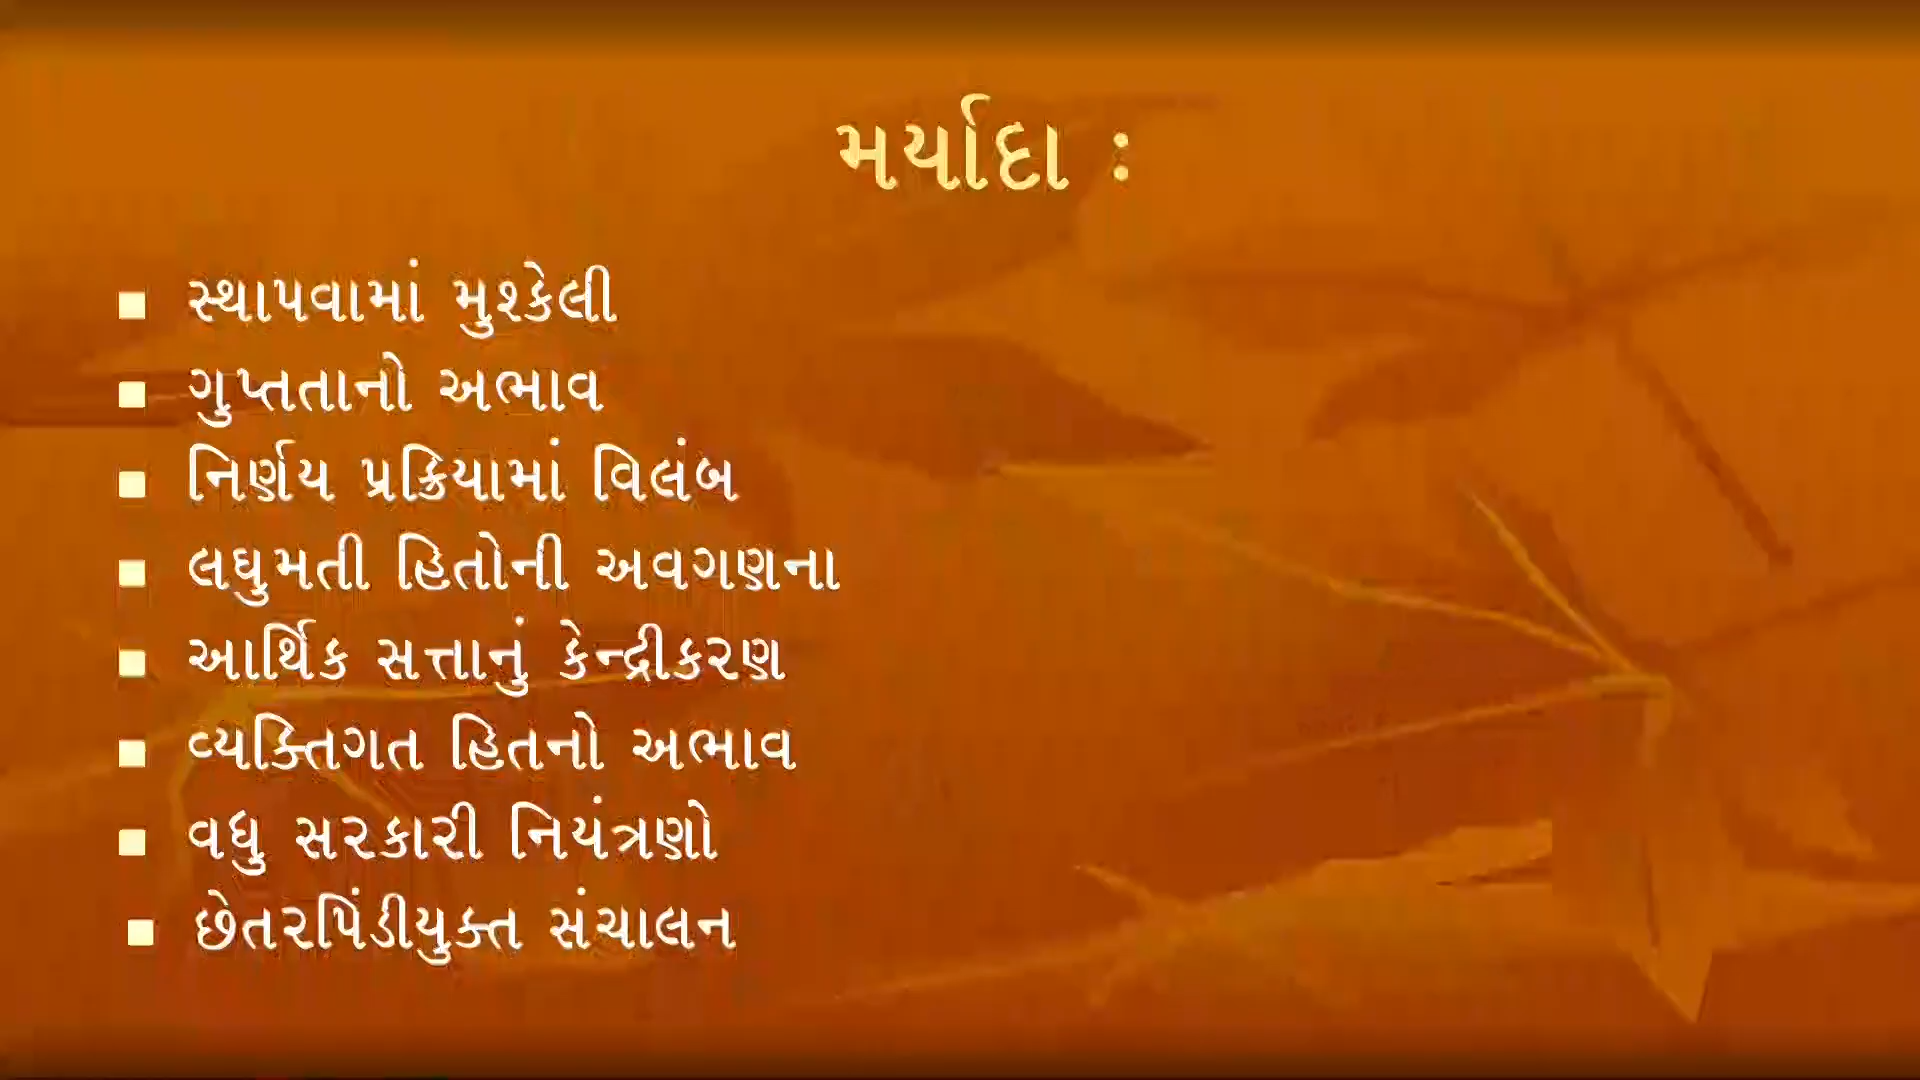 મર્યાદા :
સ્થાપવામાં મુશ્કેલી
ગુપ્તતાનો અભાવ
નિર્ણય પ્રક્રિયામાં વિલંબ
લઘુમતી હિતોની અવગણના
આર્થિક સત્તાનું કેન્દ્રીકરણ
વ્યક્તિગત હિતનો અભાવ
વધુ સરકારી નિયંત્રણો
છેતરપિંડીયુક્ત સંચાલન